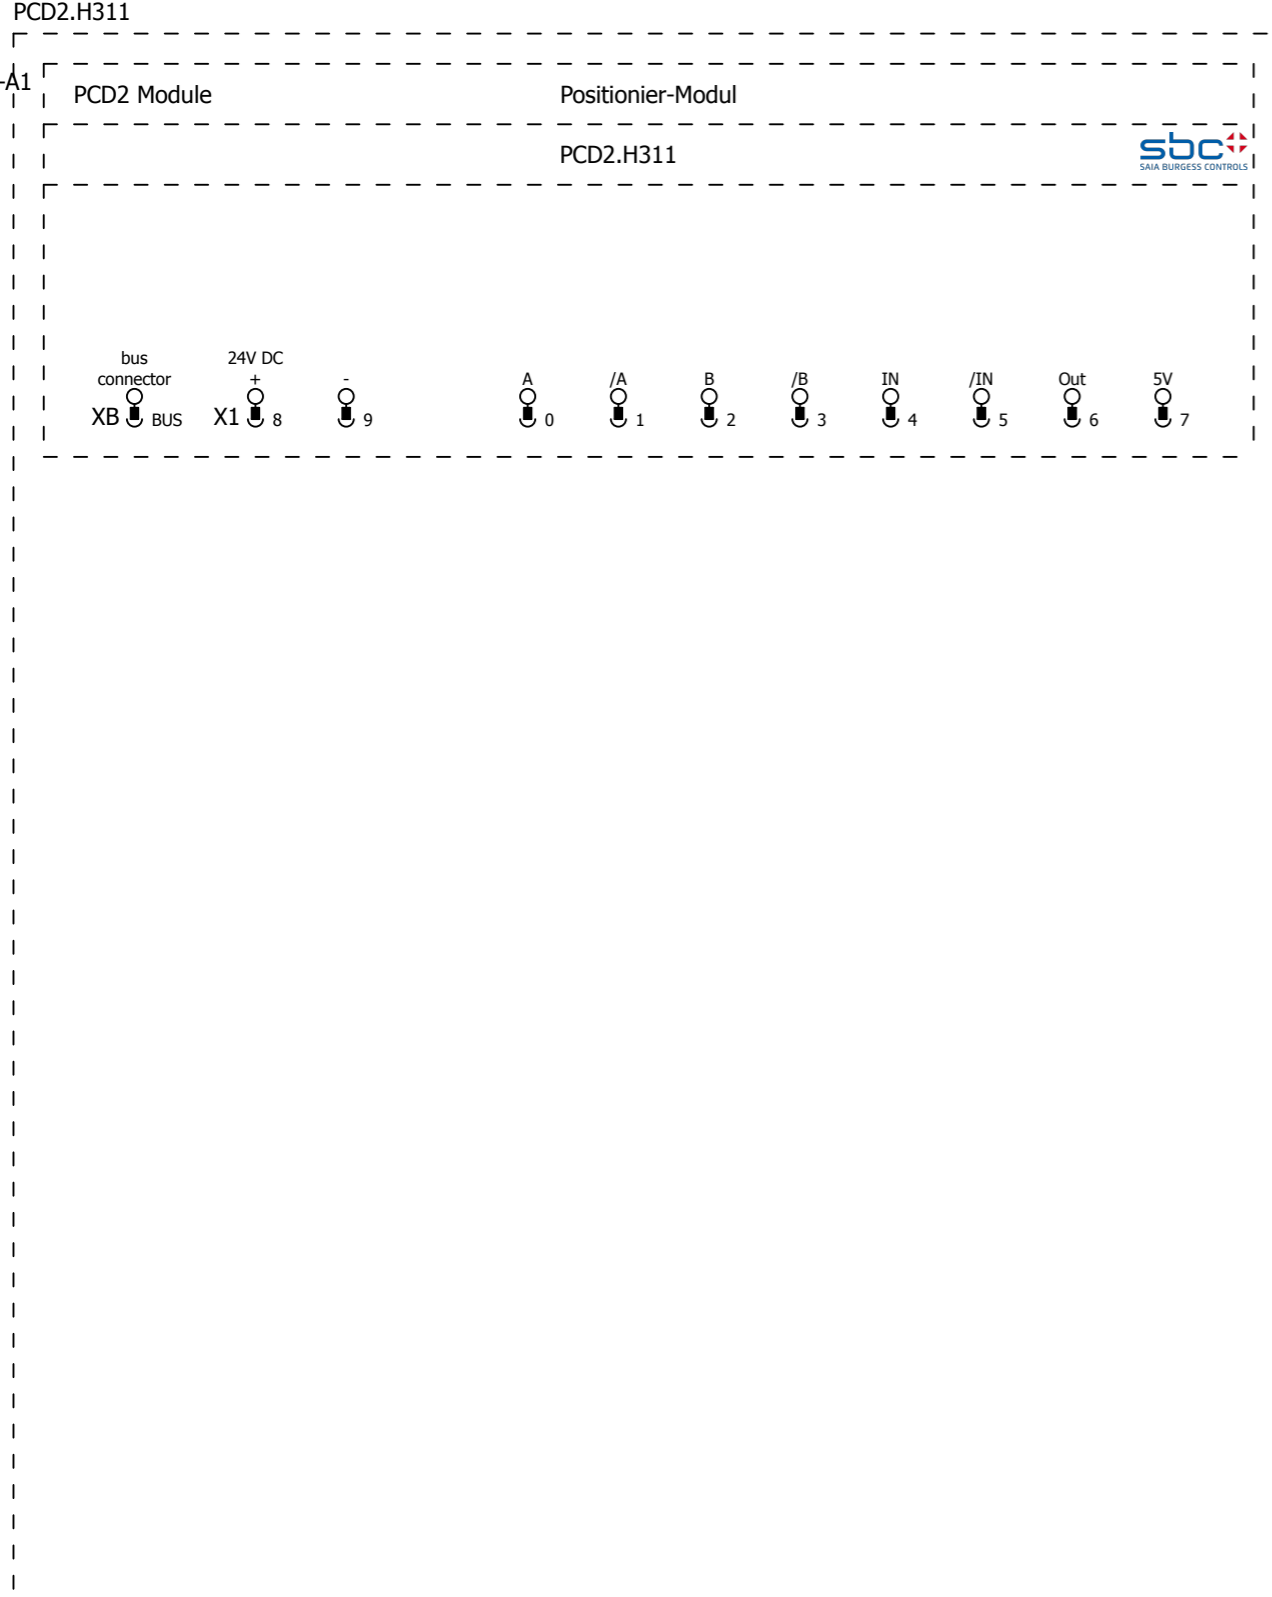 PCD2.H311
-A1
PCD2 Module Positionier-Modul
PCD2.H311
sbc
SAIA BURGESS CONTROLS
bus 24V DC
connector + - A /A B /B IN /IN Out 5V
XB BUS X1 8 9 0 1 2 3 4 5 6 7